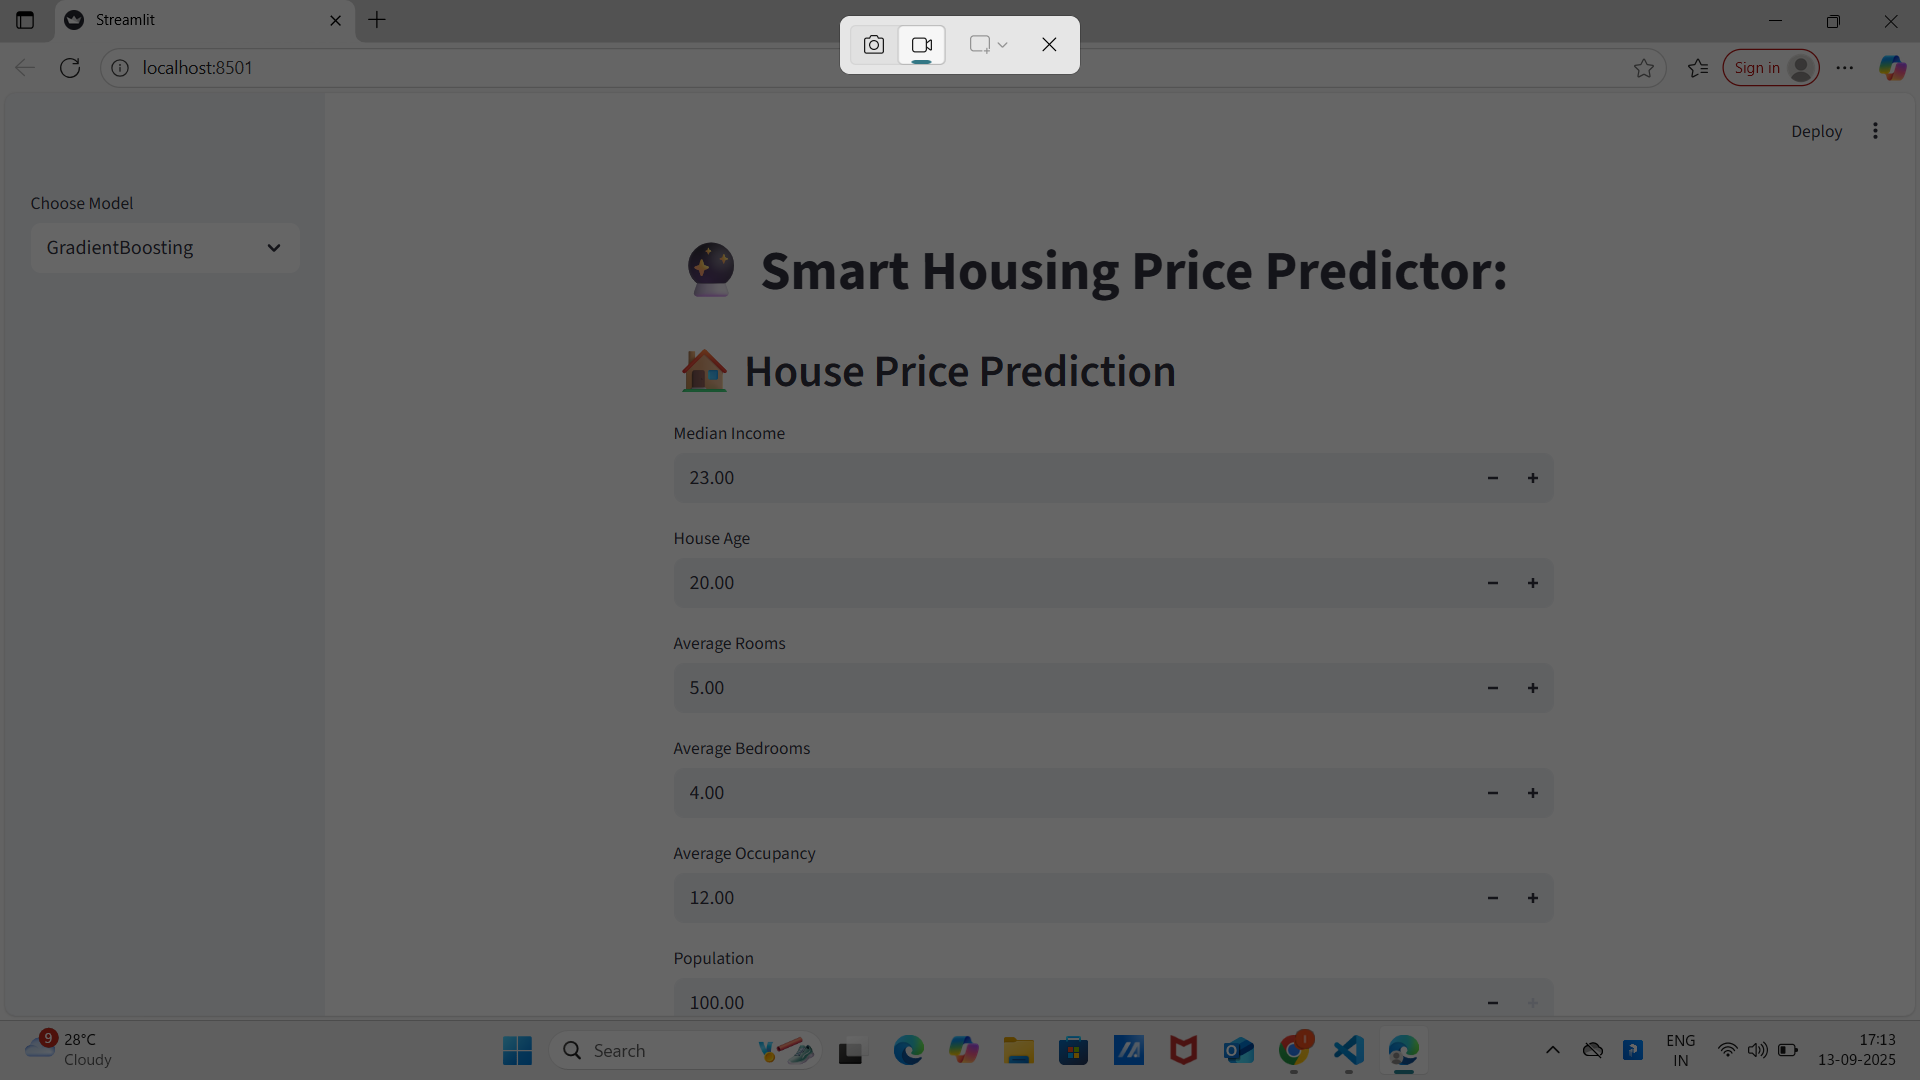 Streamlit
localhost:8501
Sign in
Deploy
Choose Model
GradientBoosting
Smart Housing Price Predictor:
House Price Prediction
Median Income
23.00
House Age
20.00
Average Rooms
5.00
Average Bedrooms
4.00
Average Occupancy
12.00
Population
100.00
9
28°C
Cloudy
Search
ENG
IN
17:13
13-09-2025